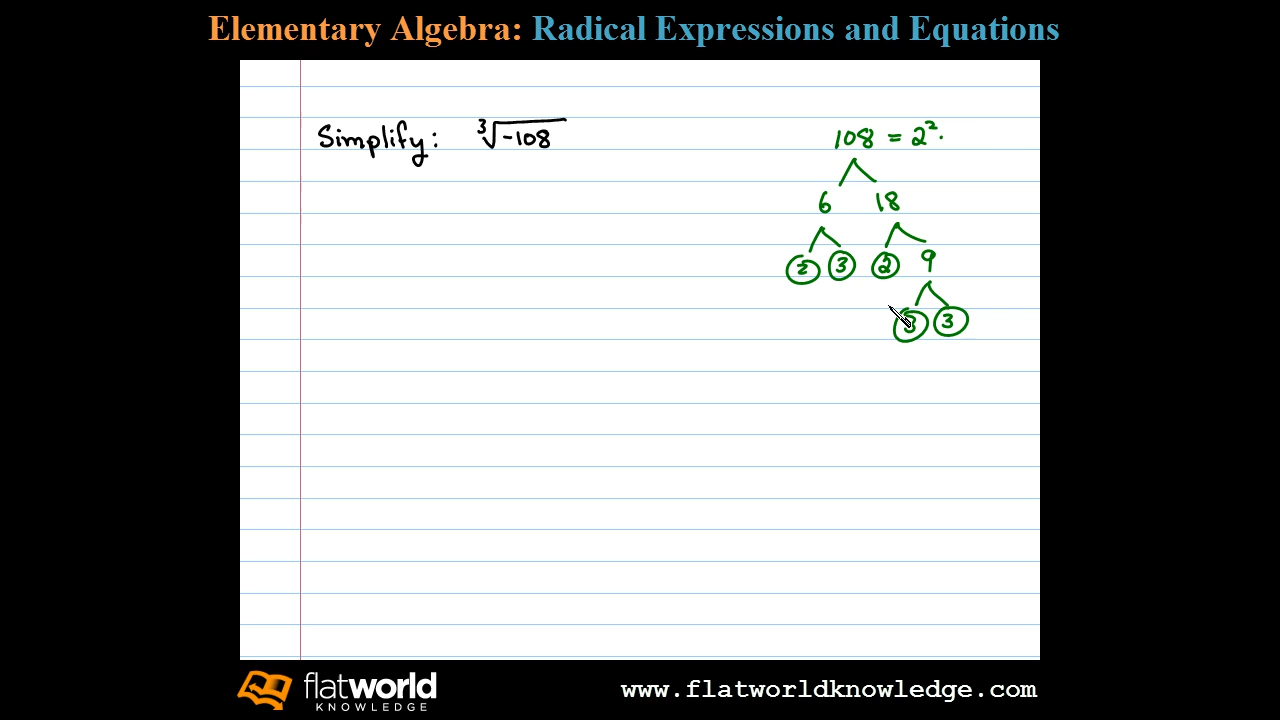 Elementary Algebra: Radical Expressions and Equations
Simplify: ∛-108 108 = 2².
6 18
2 3 2 9
3 3
flatworld
KNOWLEDGE
www.flatworldknowledge.com